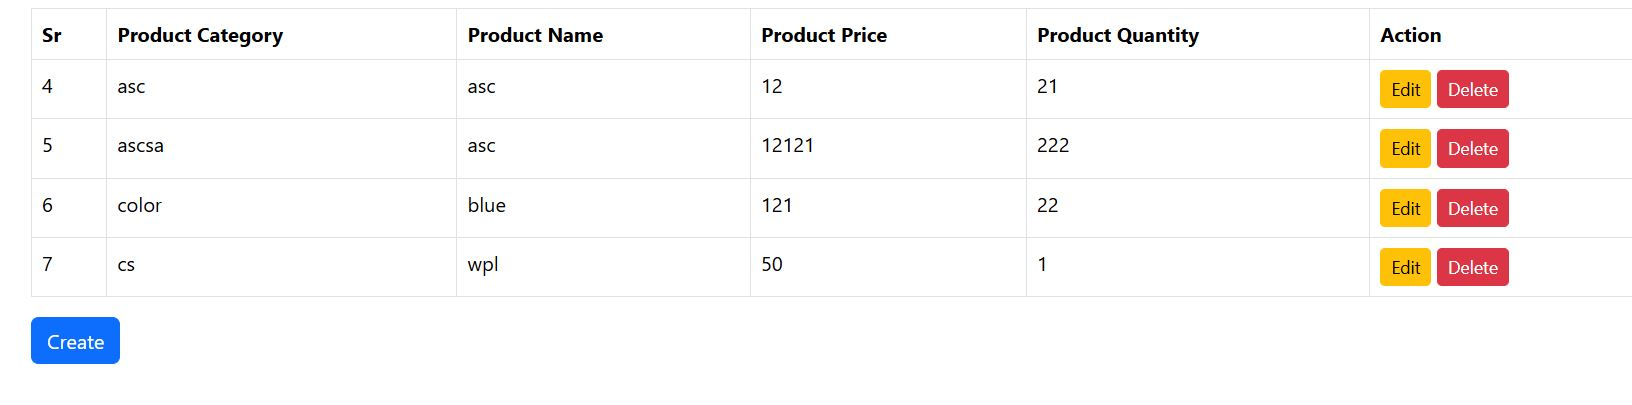 Sr Product Category Product Name Product Price Product Quantity Action
4 asc asc 12 21 Edit Delete
5 ascsa asc 12121 222 Edit Delete
6 color blue 121 22 Edit Delete
7 cs wpl 50 1 Edit Delete
Create